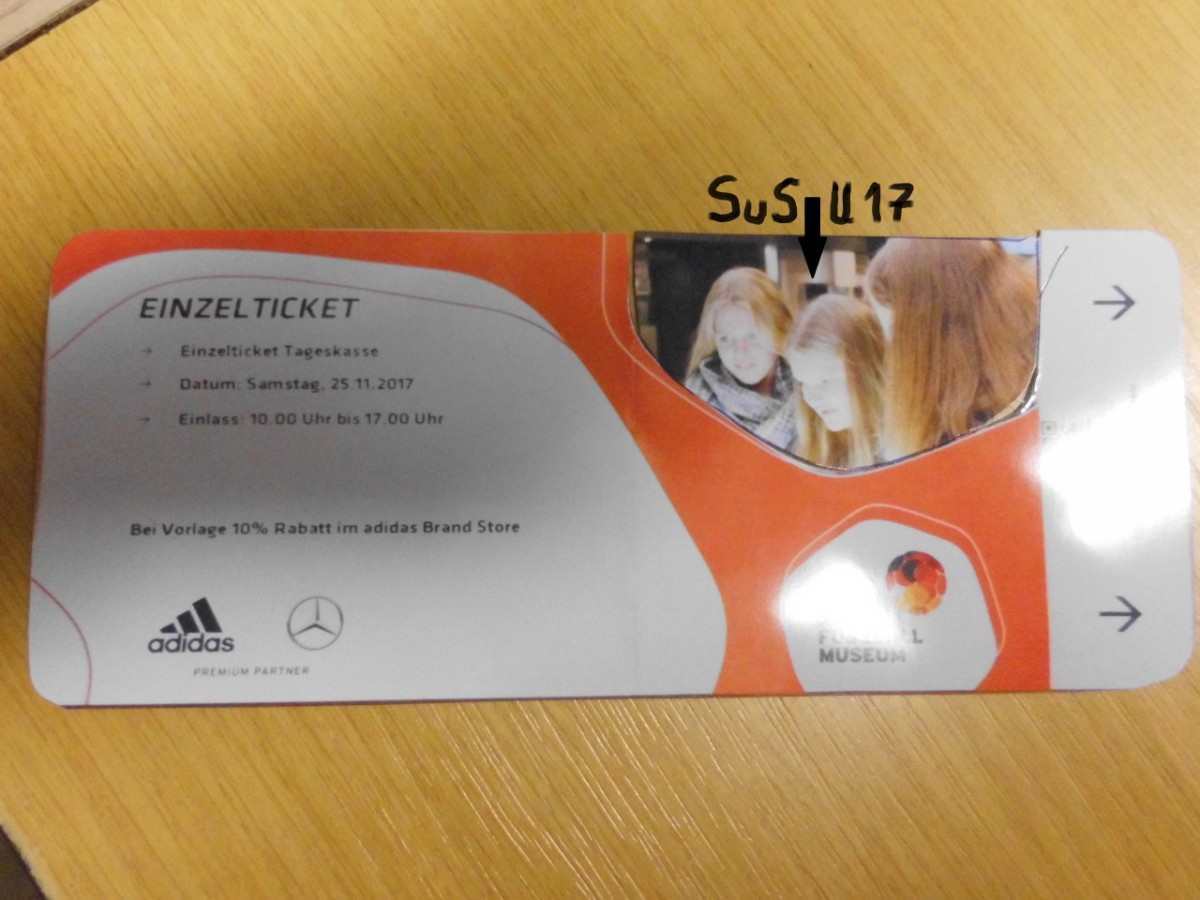 SuS U17
EINZELTICKET
→ Einzelticket Tageskasse
→ Datum: Samstag, 25.11.2017
→ Einlass: 10.00 Uhr bis 17.00 Uhr
Bei Vorlage 10% Rabatt im adidas Brand Store
adidas
PREMIUM PARTNER
MUSEUM